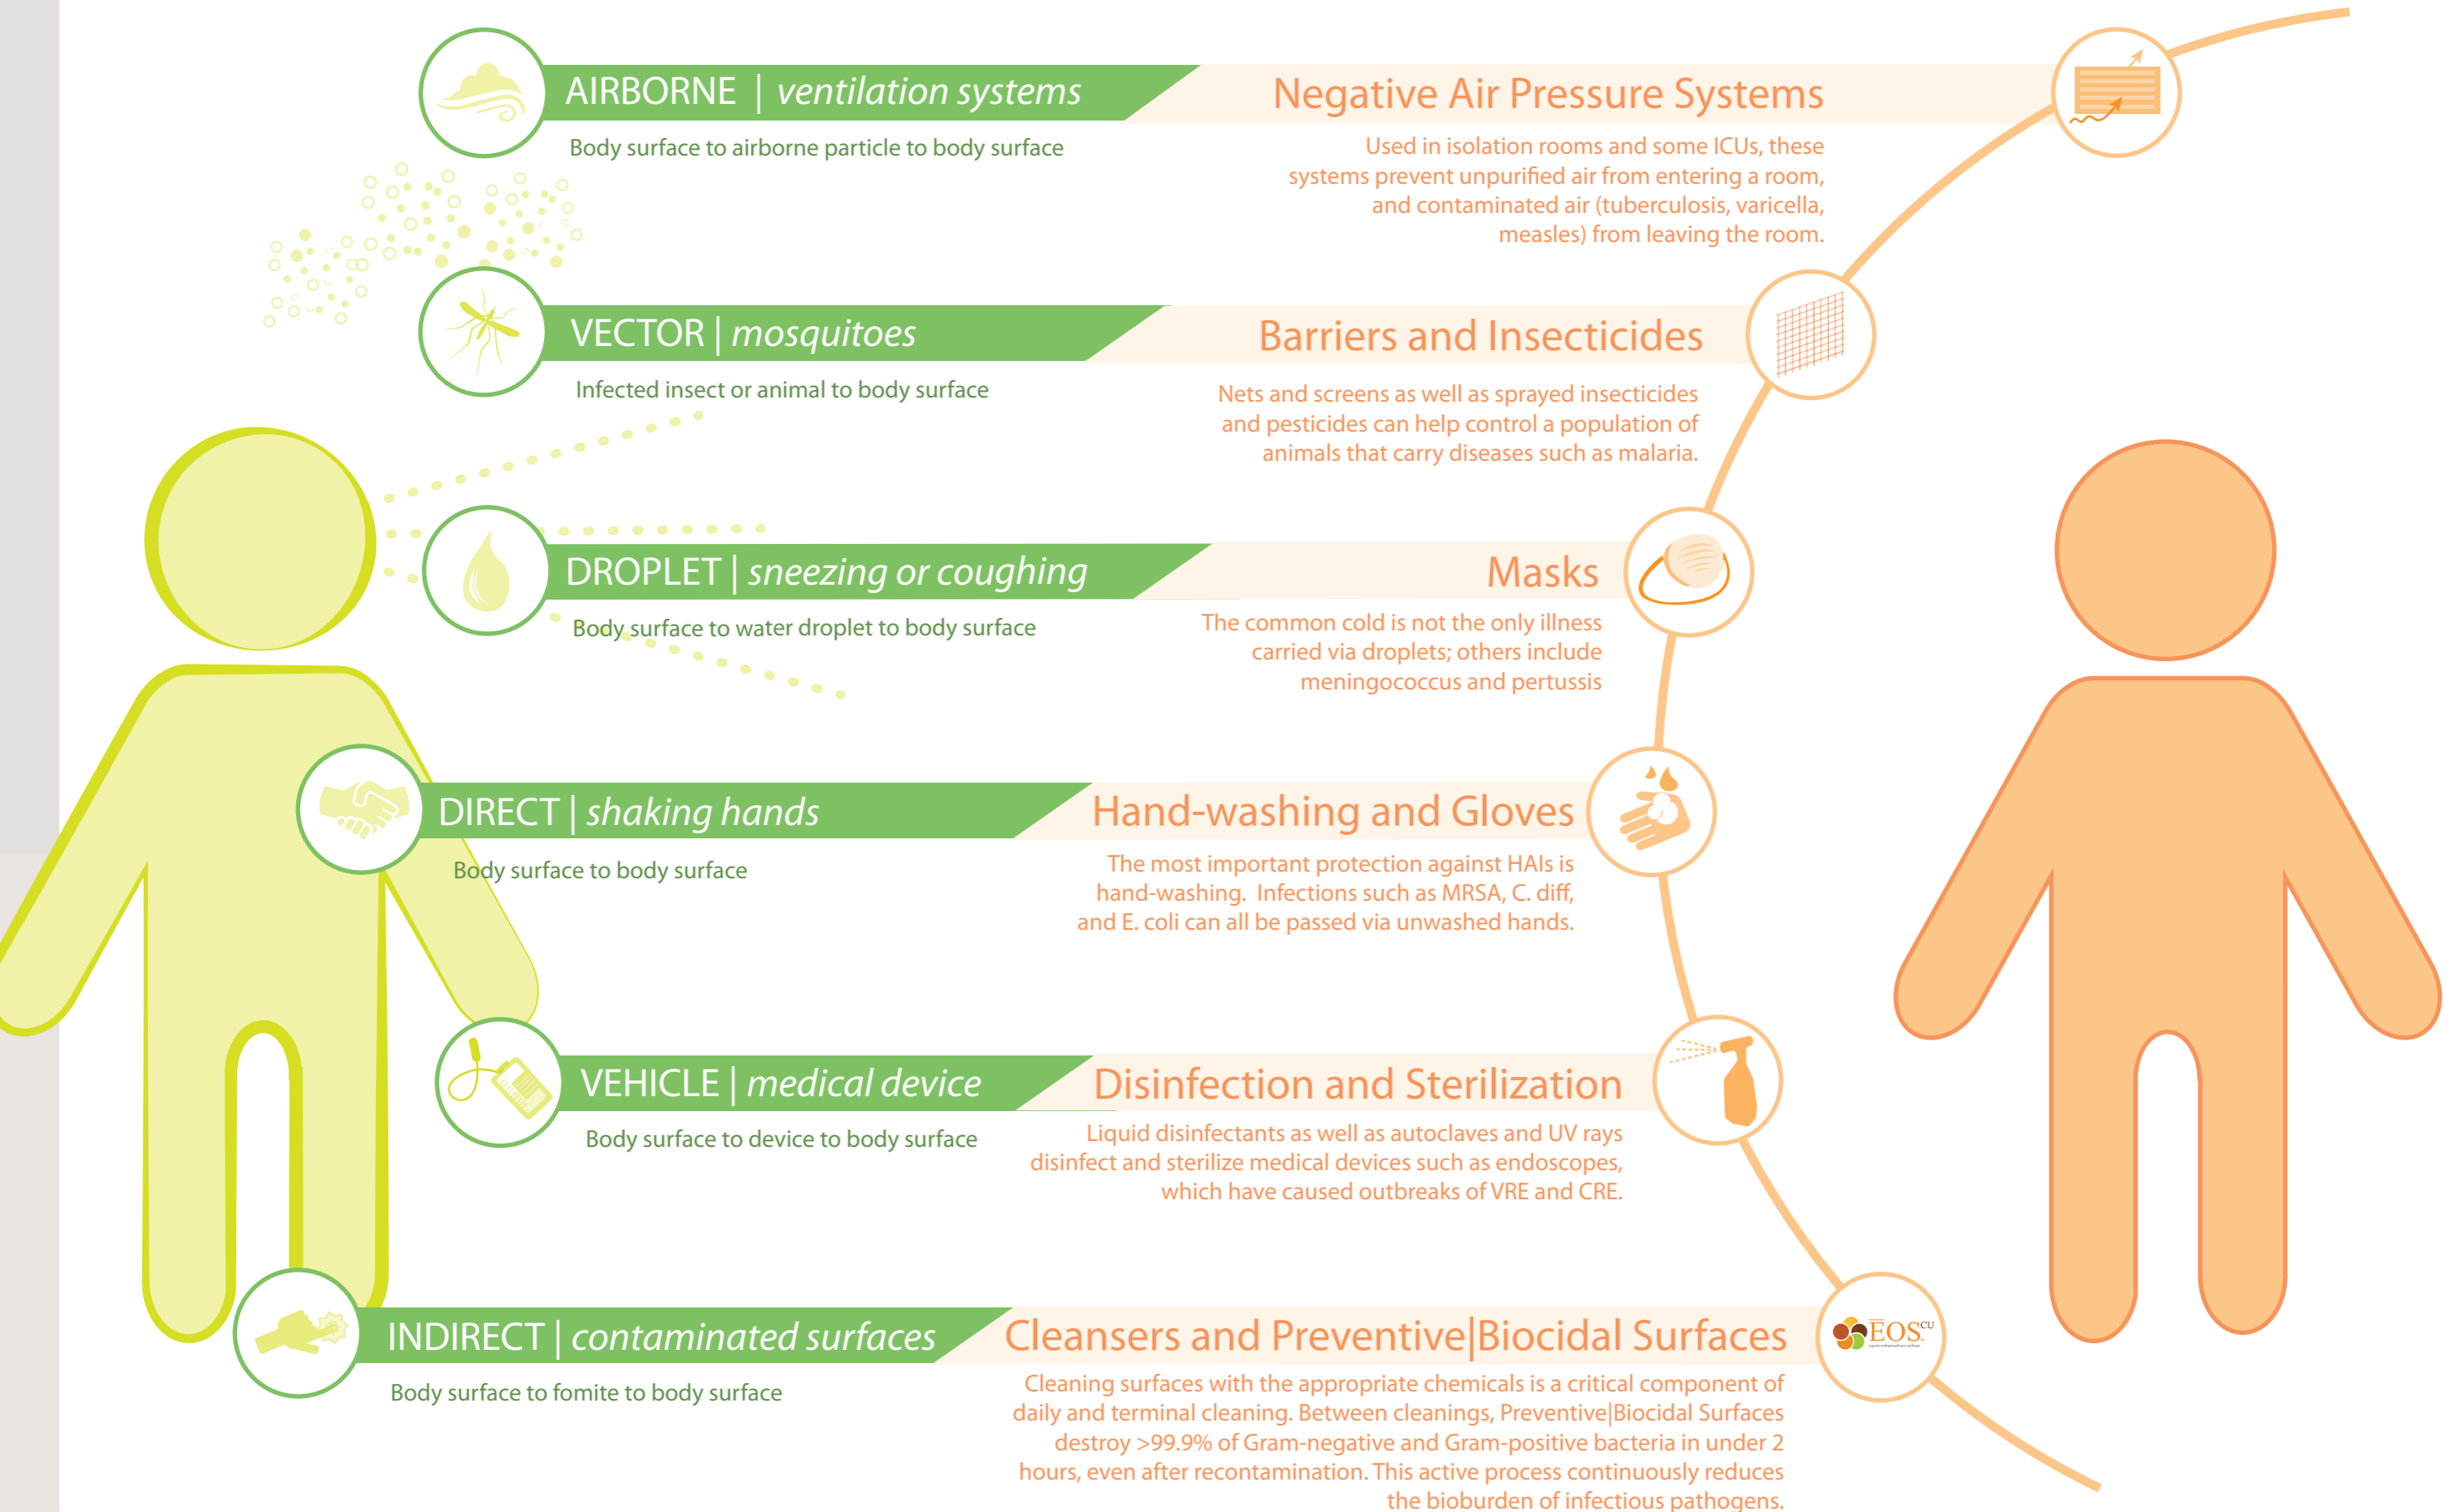 AIRBORNE | ventilation systems
Body surface to airborne particle to body surface
Negative Air Pressure Systems
Used in isolation rooms and some ICUs, these
systems prevent unpurified air from entering a room,
and contaminated air (tuberculosis, varicella,
measles) from leaving the room.
VECTOR | mosquitoes
Infected insect or animal to body surface
Barriers and Insecticides
Nets and screens as well as sprayed insecticides
and pesticides can help control a population of
animals that carry diseases such as malaria.
DROPLET | sneezing or coughing
Body surface to water droplet to body surface
Masks
The common cold is not the only illness
carried via droplets; others include
meningococcus and pertussis
DIRECT | shaking hands
Body surface to body surface
Hand-washing and Gloves
The most important protection against HAIs is
hand-washing. Infections such as MRSA, C. diff,
and E. coli can all be passed via unwashed hands.
VEHICLE | medical device
Body surface to device to body surface
Disinfection and Sterilization
Liquid disinfectants as well as autoclaves and UV rays
disinfect and sterilize medical devices such as endoscopes,
which have caused outbreaks of VRE and CRE.
INDIRECT | contaminated surfaces
Body surface to fomite to body surface
Cleansers and Preventive|Biocidal Surfaces
Cleaning surfaces with the appropriate chemicals is a critical component of
daily and terminal cleaning. Between cleanings, Preventive|Biocidal Surfaces
destroy >99.9% of Gram-negative and Gram-positive bacteria in under 2
hours, even after recontamination. This active process continuously reduces
the bioburden of infectious pathogens.
EOS CU